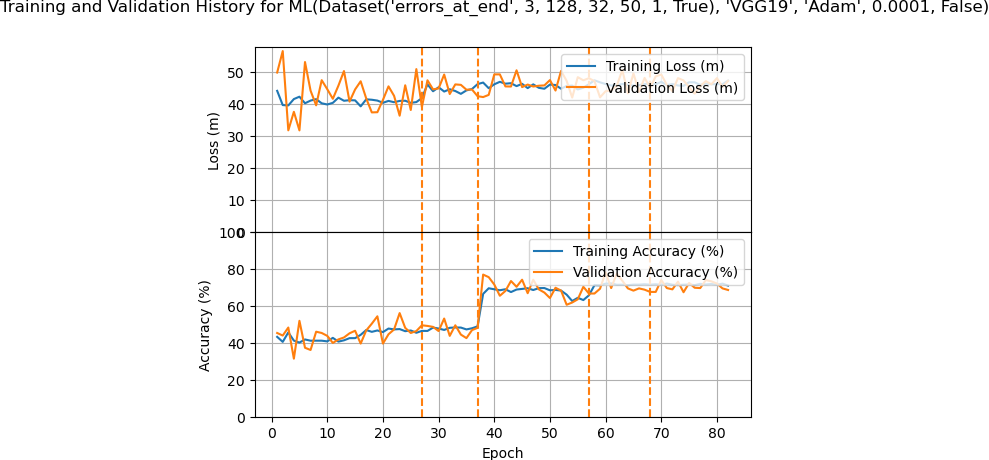 Training and Validation History for ML(Dataset('errors_at_end', 3, 128, 32, 50, 1, True), 'VGG19', 'Adam', 0.0001, False)
Training Loss (m)
Validation Loss (m)
50
40
30
20
10
0
Loss (m)
Training Accuracy (%)
Validation Accuracy (%)
100
80
60
40
20
0
Accuracy (%)
0 10 20 30 40 50 60 70 80
Epoch